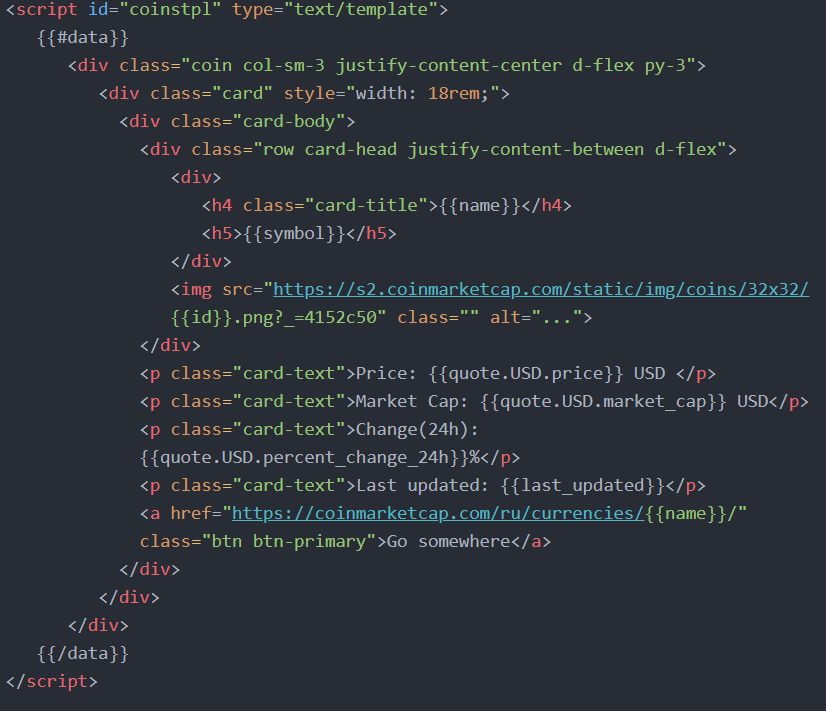 <script id="coinstpl" type="text/template">
{{#data}}
<div class="coin col-sm-3 justify-content-center d-flex py-3">
<div class="card" style="width: 18rem;">
<div class="card-body">
<div class="row card-head justify-content-between d-flex">
<div>
<h4 class="card-title">{{name}}</h4>
<h5>{{symbol}}</h5>
</div>
<img src="https://s2.coinmarketcap.com/static/img/coins/32x32/
{{id}}.png?_=4152c50" class="" alt="...">
</div>
<p class="card-text">Price: {{quote.USD.price}} USD </p>
<p class="card-text">Market Cap: {{quote.USD.market_cap}} USD</p>
<p class="card-text">Change(24h):
{{quote.USD.percent_change_24h}}%</p>
<p class="card-text">Last updated: {{last_updated}}</p>
<a href="https://coinmarketcap.com/ru/currencies/{{name}}/"
class="btn btn-primary">Go somewhere</a>
</div>
</div>
</div>
{{/data}}
</script>